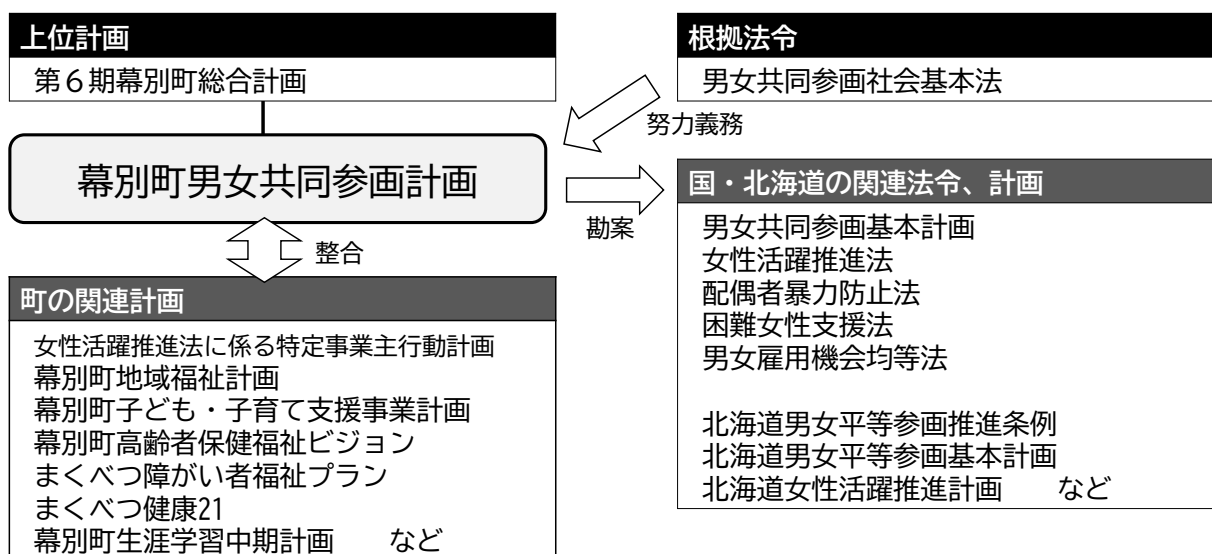 上位計画
第６期幕別町総合計画
根拠法令
男女共同参画社会基本法
努力義務
幕別町男女共同参画計画
勘案
整合
国・北海道の関連法令、計画
男女共同参画基本計画
女性活躍推進法
配偶者暴力防止法
困難女性支援法
男女雇用機会均等法
北海道男女平等参画推進条例
北海道男女平等参画基本計画
北海道女性活躍推進計画　　など
町の関連計画
女性活躍推進法に係る特定事業主行動計画
幕別町地域福祉計画
幕別町子ども・子育て支援事業計画
幕別町高齢者保健福祉ビジョン
まくべつ障がい者福祉プラン
まくべつ健康21
幕別町生涯学習中期計画　　など